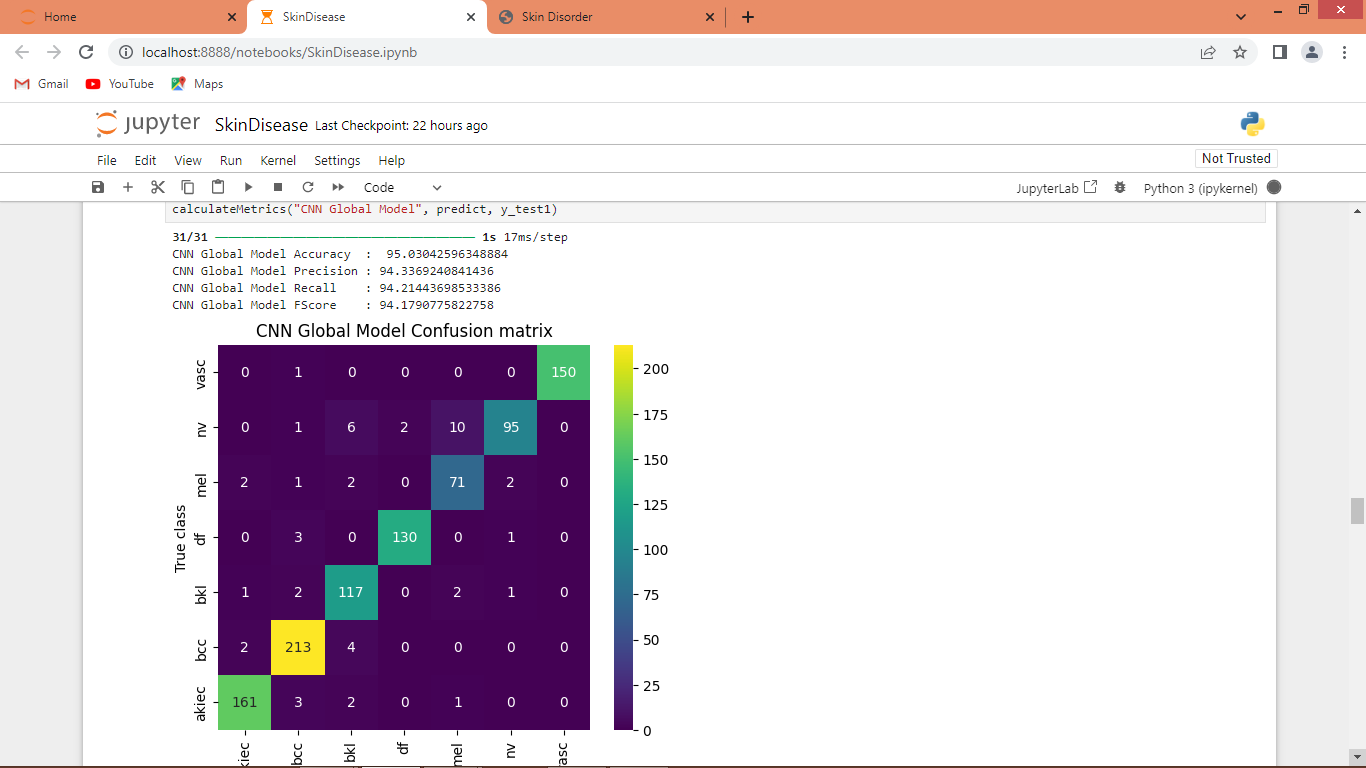 Home
SkinDisease
Skin Disorder
localhost:8888/notebooks/SkinDisease.ipynb
Gmail YouTube Maps
jupyter SkinDisease Last Checkpoint: 22 hours ago
File Edit View Run Kernel Settings Help
Not Trusted
Code
JupyterLab
Python 3 (ipykernel)
calculateMetrics("CNN Global Model", predict, y_test1)
31/31 1s 17ms/step
CNN Global Model Accuracy : 95.03042596348884
CNN Global Model Precision : 94.3369240841436
CNN Global Model Recall : 94.21443698533386
CNN Global Model FScore : 94.1790775822758
CNN Global Model Confusion matrix
True class
vasc 0 1 0 0 0 0 150
nv 0 1 6 2 10 95 0
mel 2 1 2 0 71 2 0
df 0 3 0 130 0 1 0
bkl 1 2 117 0 2 1 0
bcc 2 213 4 0 0 0 0
akiec 161 3 2 0 1 0 0
kiec bcc bkl df mel nv asc
200
175
150
125
100
75
50
25
0